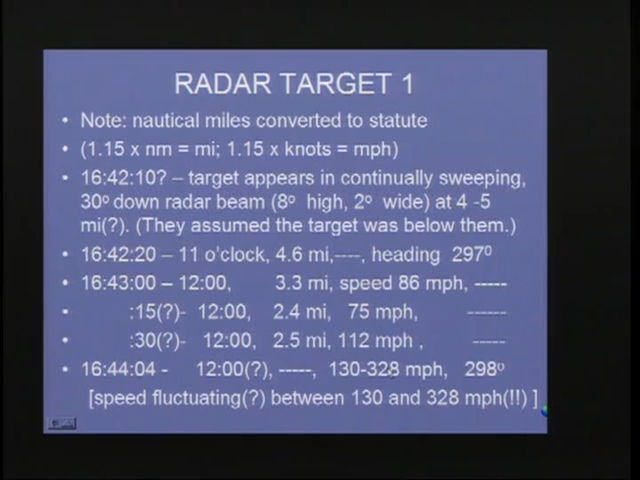 RADAR TARGET 1
• Note: nautical miles converted to statute
• (1.15 x nm = mi; 1.15 x knots = mph)
• 16:42:10? – target appears in continually sweeping,
30º down radar beam (8º high, 2º wide) at 4 -5
mi(?). (They assumed the target was below them.)
• 16:42:20 – 11 o'clock, 4.6 mi,----, heading 297⁰
• 16:43:00 – 12:00, 3.3 mi, speed 86 mph, -----
• :15(?)- 12:00, 2.4 mi, 75 mph, ------
• :30(?)- 12:00, 2.5 mi, 112 mph , -----
• 16:44:04 - 12:00(?), -----, 130-328 mph, 298º
[speed fluctuating(?) between 130 and 328 mph(!!) ]